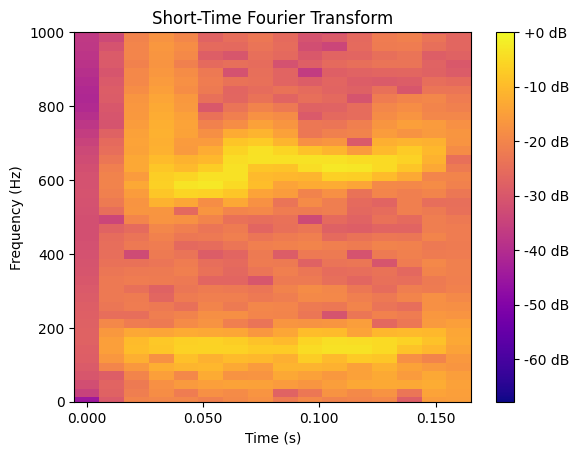 Short-Time Fourier Transform
1000
800
600
400
200
0
Frequency (Hz)
0.000
0.050
0.100
0.150
Time (s)
+0 dB
-10 dB
-20 dB
-30 dB
-40 dB
-50 dB
-60 dB